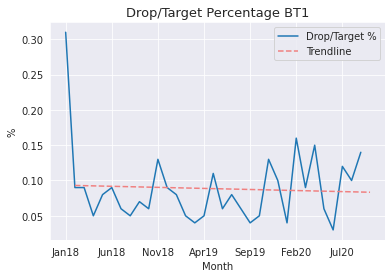 Drop/Target Percentage BT1
Drop/Target %
Trendline
0.30
0.25
0.20
0.15
0.10
0.05
%
Jan18 Jun18 Nov18 Apr19 Sep19 Feb20 Jul20
Month